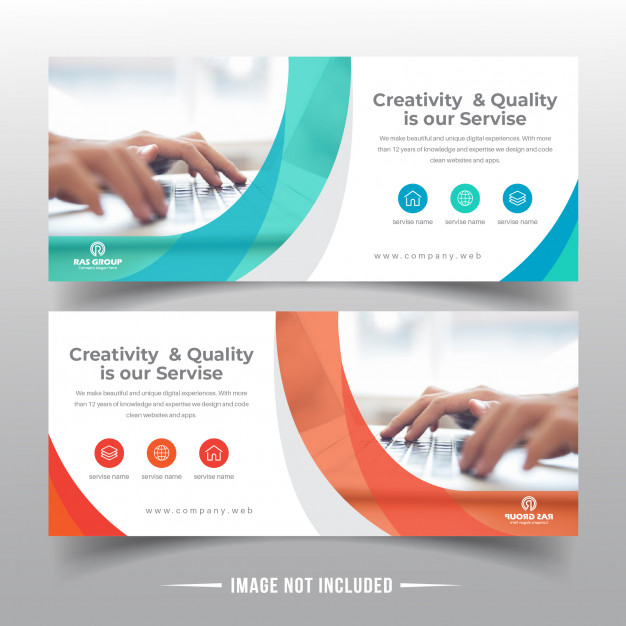 Creativity & Quality
is our Servise
We make beautiful and unique digital experiences. With more
than 12 years of knowledge and expertise we design and code
clean websites and apps.
servise name servise name servise name
www.company.web
RAS GROUP
Company slogan here
Creativity & Quality
is our Servise
We make beautiful and unique digital experiences. With more
than 12 years of knowledge and expertise we design and code
clean websites and apps.
servise name servise name servise name
www.company.web
RAS GROUP
Company slogan here
IMAGE NOT INCLUDED